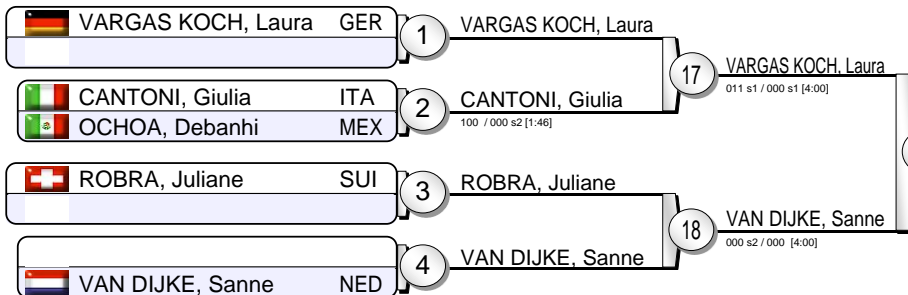 VARGAS KOCH, Laura GER
1
VARGAS KOCH, Laura
CANTONI, Giulia ITA
OCHOA, Debanhi MEX
2
CANTONI, Giulia
100 / 000 s2 [1:46]
17
VARGAS KOCH, Laura
011 s1 / 000 s1 [4:00]
ROBRA, Juliane SUI
3
ROBRA, Juliane
VAN DIJKE, Sanne NED
4
VAN DIJKE, Sanne
18
VAN DIJKE, Sanne
000 s2 / 000 [4:00]